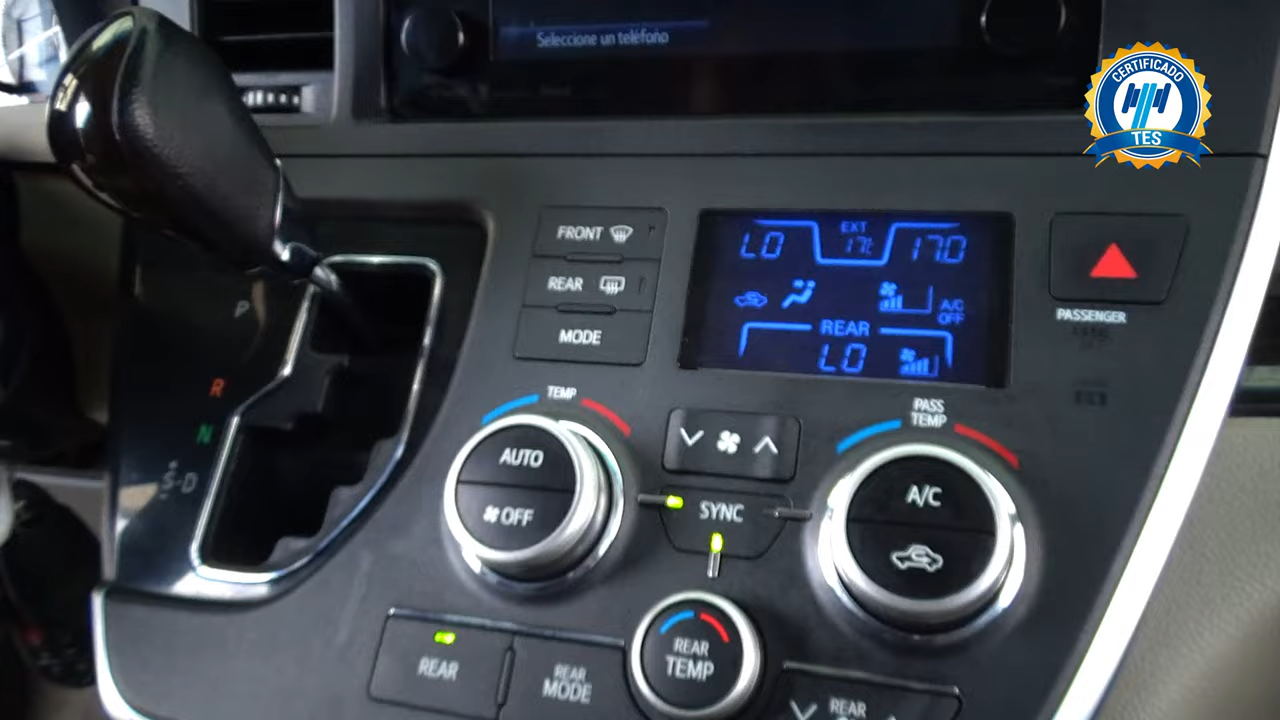 Seleccione un teléfono
CERTIFICADO
TES
FRONT
REAR
MODE
LO
EXT
17°C
17.0
A/C
OFF
REAR
LO
PASSENGER
P
R
N
S-D
TEMP
AUTO
OFF
SYNC
PASS
TEMP
A/C
REAR
REAR
MODE
REAR
TEMP
REAR